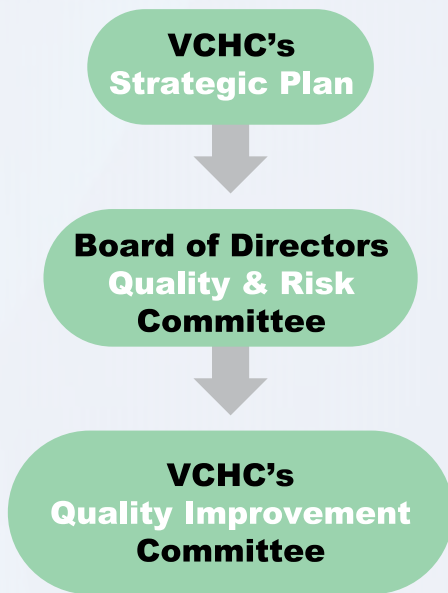 VCHC’s
Strategic Plan
Board of Directors
Quality & Risk
Committee
VCHC’s
Quality Improvement
Committee